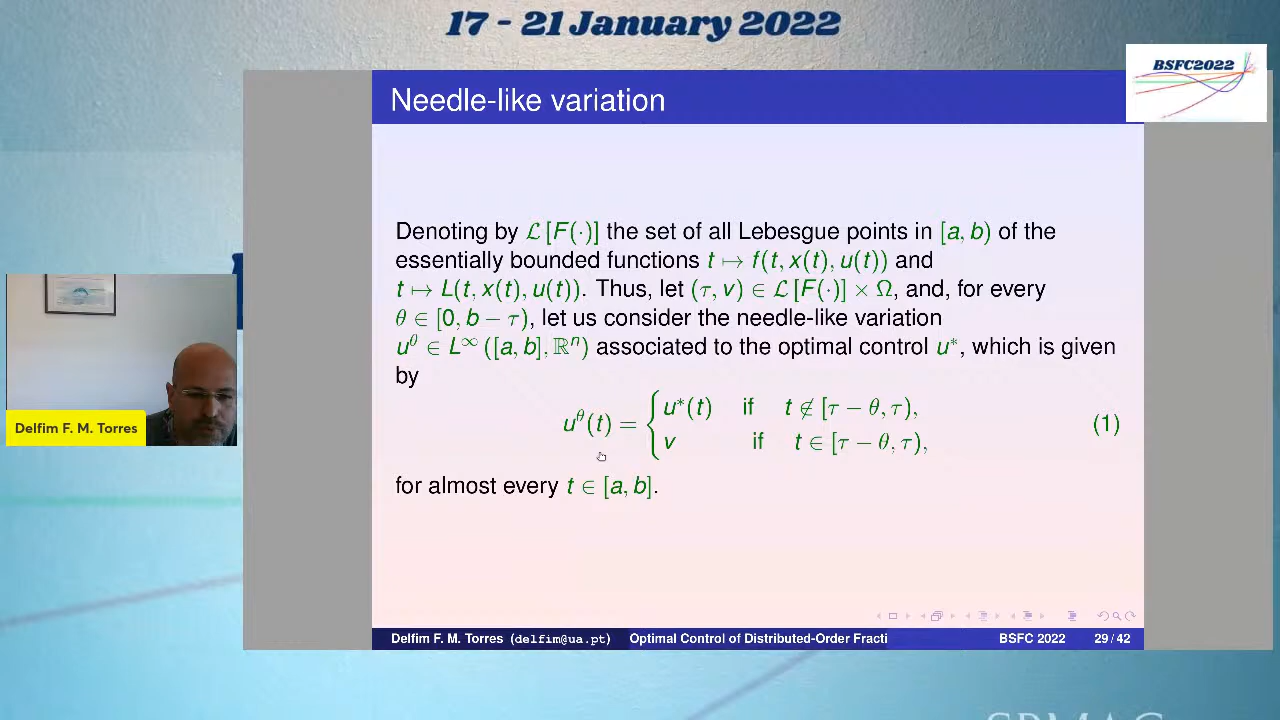 17 - 21 January 2022
BSFC2022
Needle-like variation
Denoting by ℒ [F(·)] the set of all Lebesgue points in [a, b) of the
essentially bounded functions t ↦ f(t, x(t), u(t)) and
t ↦ L(t, x(t), u(t)). Thus, let (τ, v) ∈ ℒ [F(·)] × Ω, and, for every
θ ∈ [0, b − τ), let us consider the needle-like variation
u^θ ∈ L^∞ ([a, b], ℝⁿ) associated to the optimal control u*, which is given
by
u^θ(t) = { u*(t) if t ∉ [τ − θ, τ),
v if t ∈ [τ − θ, τ), (1)
for almost every t ∈ [a, b].
Delfim F. M. Torres
Delfim F. M. Torres (delfim@ua.pt) Optimal Control of Distributed-Order Fracti BSFC 2022 29 / 42